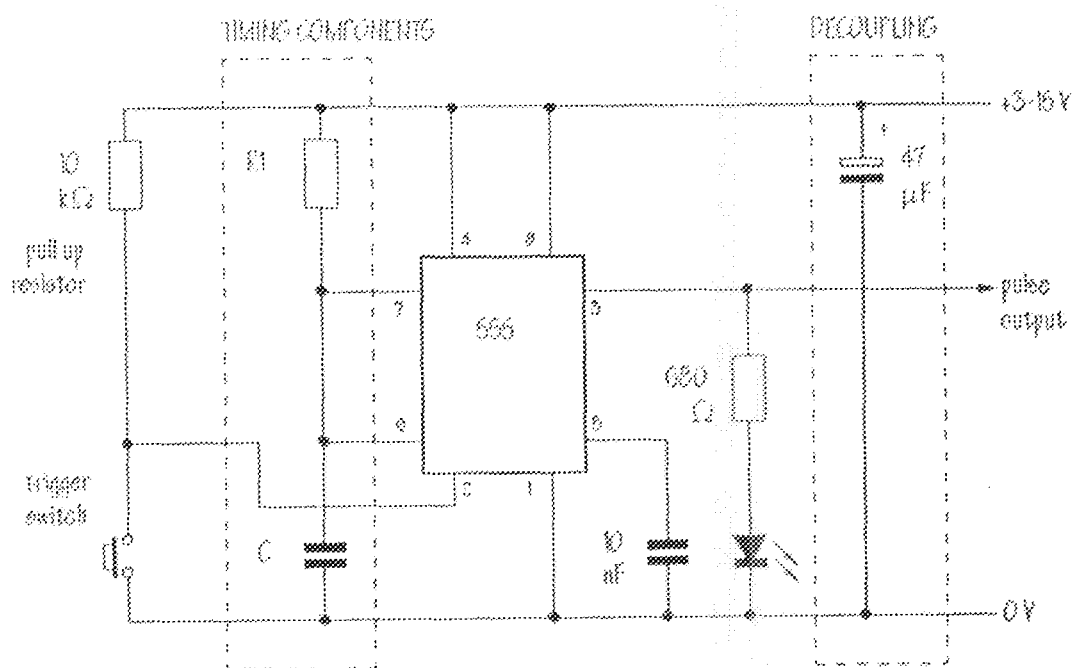 TIMING COMPONENTS
DECOUPLING
+3-15 V
10
kΩ
R1
47
µF
+
pull up
resistor
4
8
7
555
3
pulse
output
680
Ω
6
5
trigger
switch
2
1
C
10
nF
0 V